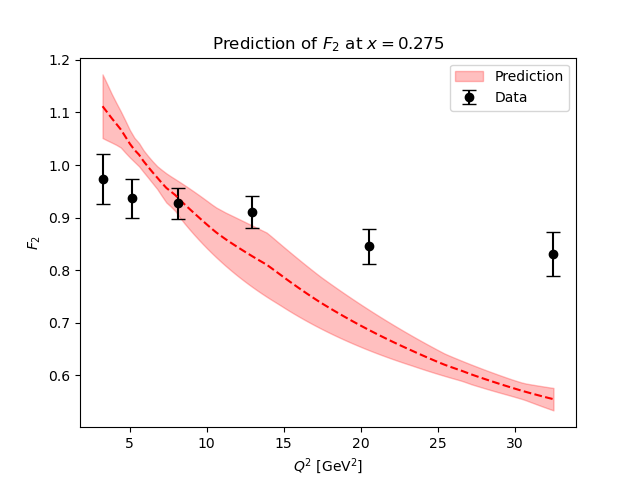 Prediction of F₂ at x = 0.275
Prediction
Data
1.2
1.1
1.0
0.9
0.8
0.7
0.6
F₂
5
10
15
20
25
30
Q² [GeV²]